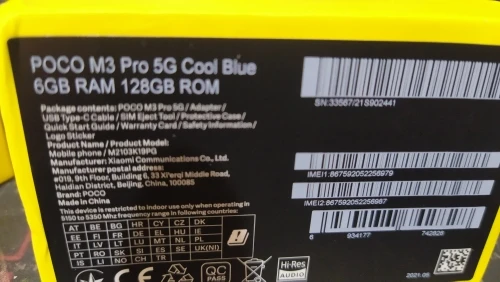 POCO M3 Pro 5G Cool Blue
6GB RAM 128GB ROM
Package contents: POCO M3 Pro 5G / Adapter /
USB Type-C Cable / SIM Eject Tool / Protective Case /
Quick Start Guide / Warranty Card / Safety Information /
Logo Sticker
Product Name / Product Model:
Mobile phone / M2103K19PG
Manufacturer: Xiaomi Communications Co., Ltd.
Manufacturer Postal Address:
#019, 9th Floor, Building 6, 33 Xi'erqi Middle Road,
Haidian District, Beijing, China, 100085
Brand: POCO
Made in China
This device is restricted to indoor use only when operating in
5150 to 5350 Mhz frequency range in following countries:
AT BE BG CH CY CZ DK
EE ES FI FR DE EL HU IE
IT LV LT LU MT NL PL
PT RO SK SI ES SE UK(NI)
IS LI NO CH TR
CE
QC
PASS
Hi-Res
AUDIO
SN:33567/21S902441
IMEI1:867592052256979
IMEI2:867592052256987
6 934177 742828
2021.05